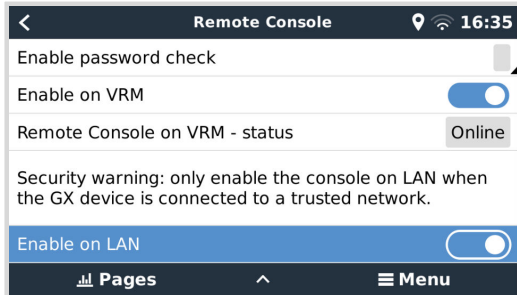 Remote Console
16:35
Enable password check
Enable on VRM
Remote Console on VRM - status
Online
Security warning: only enable the console on LAN when
the GX device is connected to a trusted network.
Enable on LAN
Pages
Menu